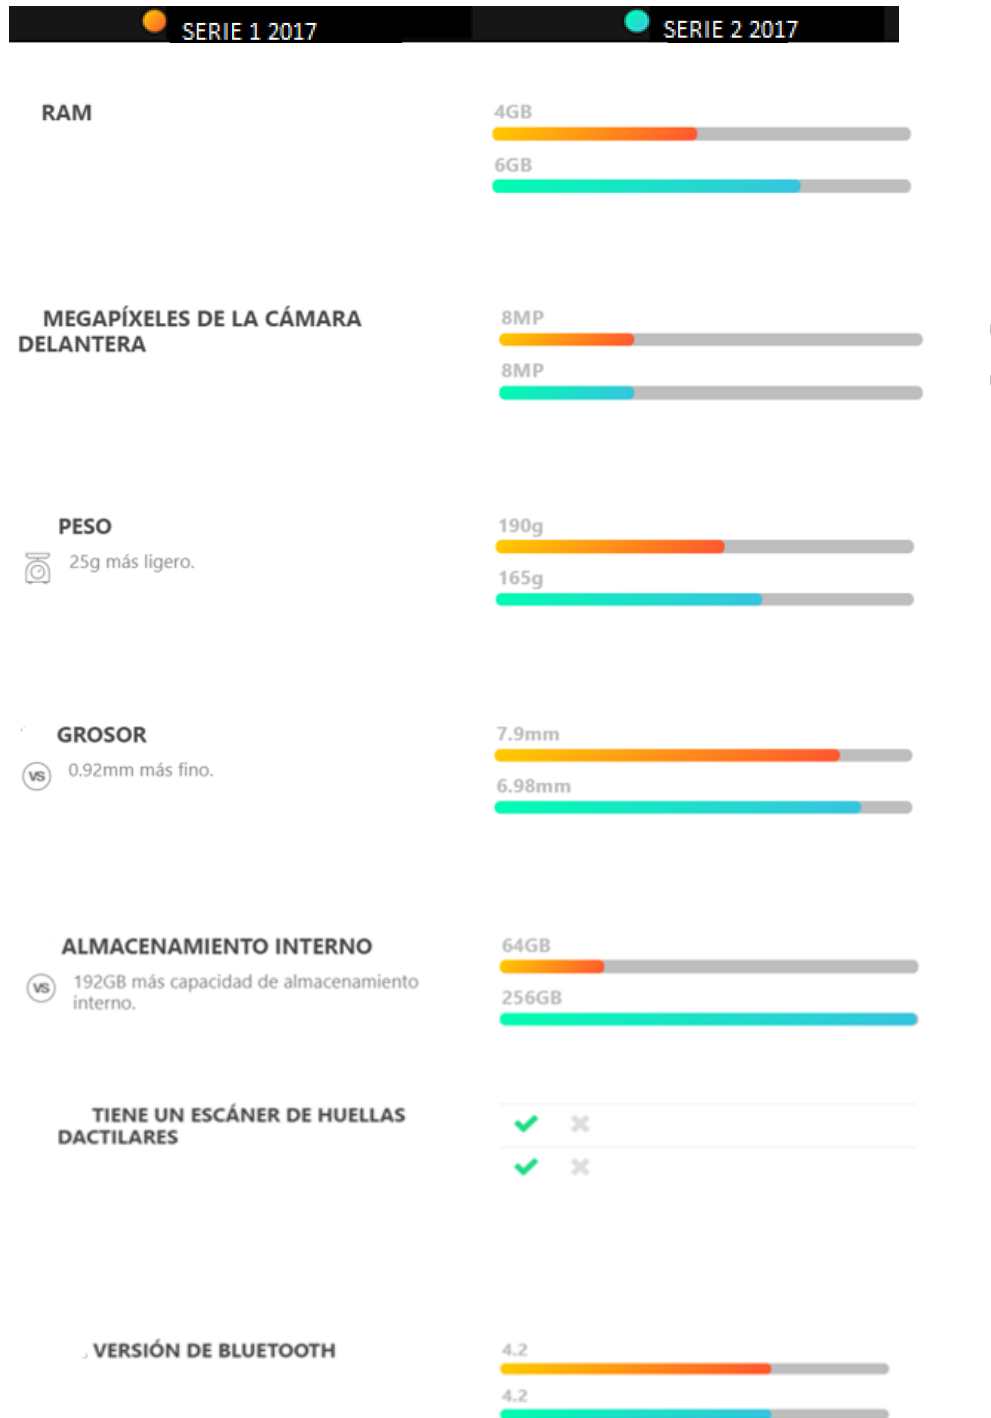 SERIE 1 2017
SERIE 2 2017
RAM
4GB
6GB
MEGAPÍXELES DE LA CÁMARA
DELANTERA
8MP
8MP
PESO
25g más ligero.
190g
165g
GROSOR
VS
0.92mm más fino.
7.9mm
6.98mm
ALMACENAMIENTO INTERNO
VS
192GB más capacidad de almacenamiento
interno.
64GB
256GB
TIENE UN ESCÁNER DE HUELLAS
DACTILARES
VERSIÓN DE BLUETOOTH
4.2
4.2